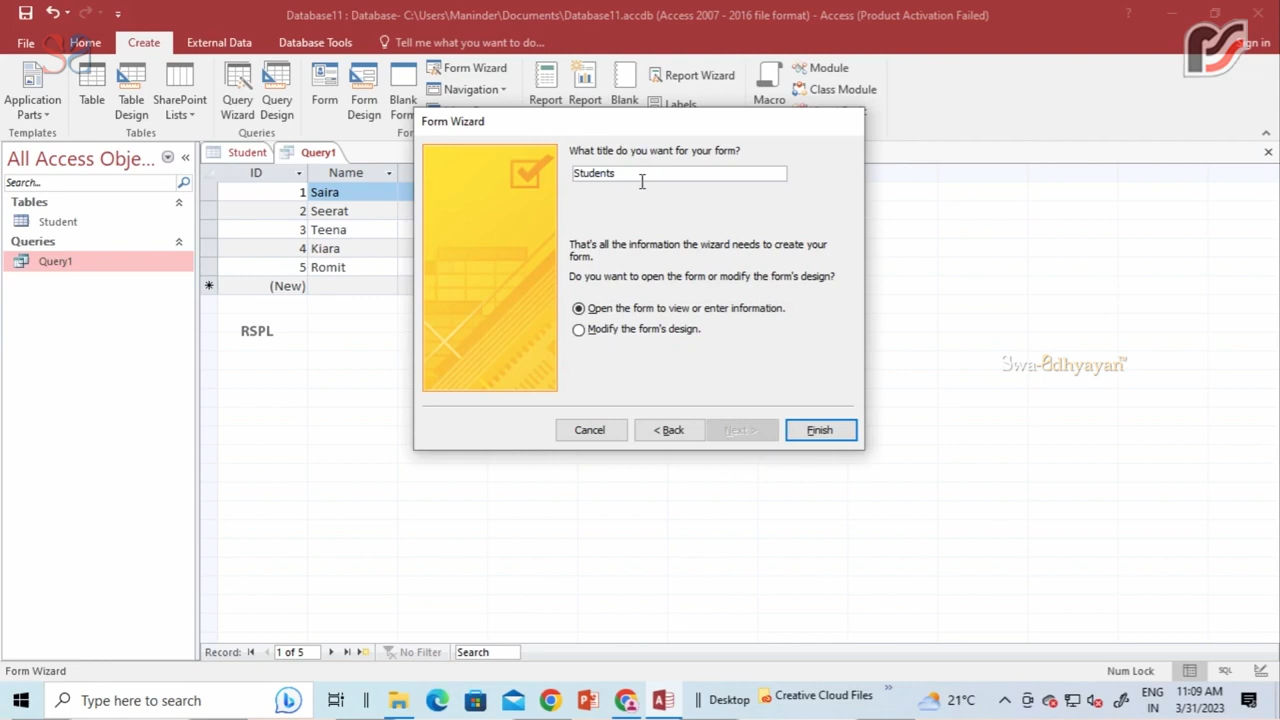 Database11 : Database- C:\Users\Maninder\Documents\Database11.accdb (Access 2007 - 2016 file format) - Access (Product Activation Failed)
File Home Create External Data Database Tools Tell me what you want to do... Sign in
Application Parts Table Table Design SharePoint Lists Query Wizard Query Design Form Form Design Blank Form Form Wizard Navigation Report Report Blank Report Wizard Labels Macro Module Class Module
Templates Tables Queries
All Access Obje...
Search...
Tables
Student
Queries
Query1
Student Query1
ID Name
1 Saira
2 Seerat
3 Teena
4 Kiara
5 Romit
(New)
RSPL
Form Wizard
What title do you want for your form?
Students
That's all the information the wizard needs to create your
form.
Do you want to open the form or modify the form's design?
Open the form to view or enter information.
Modify the form's design.
Cancel < Back Next > Finish
Swa-adhyayan™
Record: 1 of 5 No Filter Search
Form Wizard Num Lock SQL
Type here to search Desktop Creative Cloud Files 21°C ENG IN 11:09 AM 3/31/2023